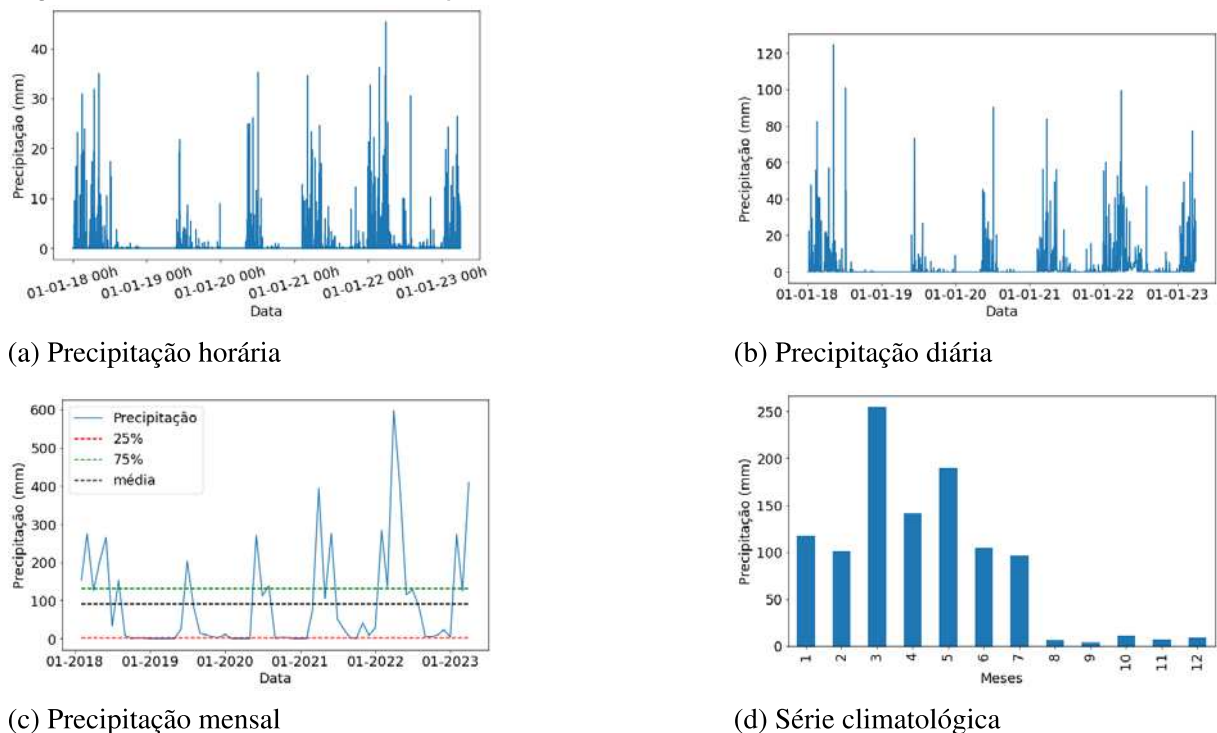 40
30
20
10
0
Precipitação (mm)
01-01-18 00h
01-01-19 00h
01-01-20 00h
01-01-21 00h
01-01-22 00h
01-01-23 00h
Data
(a) Precipitação horária
120
100
80
60
40
20
0
Precipitação (mm)
01-01-18
01-01-19
01-01-20
01-01-21
01-01-22
01-01-23
Data
(b) Precipitação diária
600
500
400
300
200
100
0
Precipitação (mm)
Precipitação
25%
75%
média
01-2018
01-2019
01-2020
01-2021
01-2022
01-2023
Data
(c) Precipitação mensal
250
200
150
100
50
0
Precipitação (mm)
1
2
3
4
5
6
7
8
9
10
11
12
Meses
(d) Série climatológica